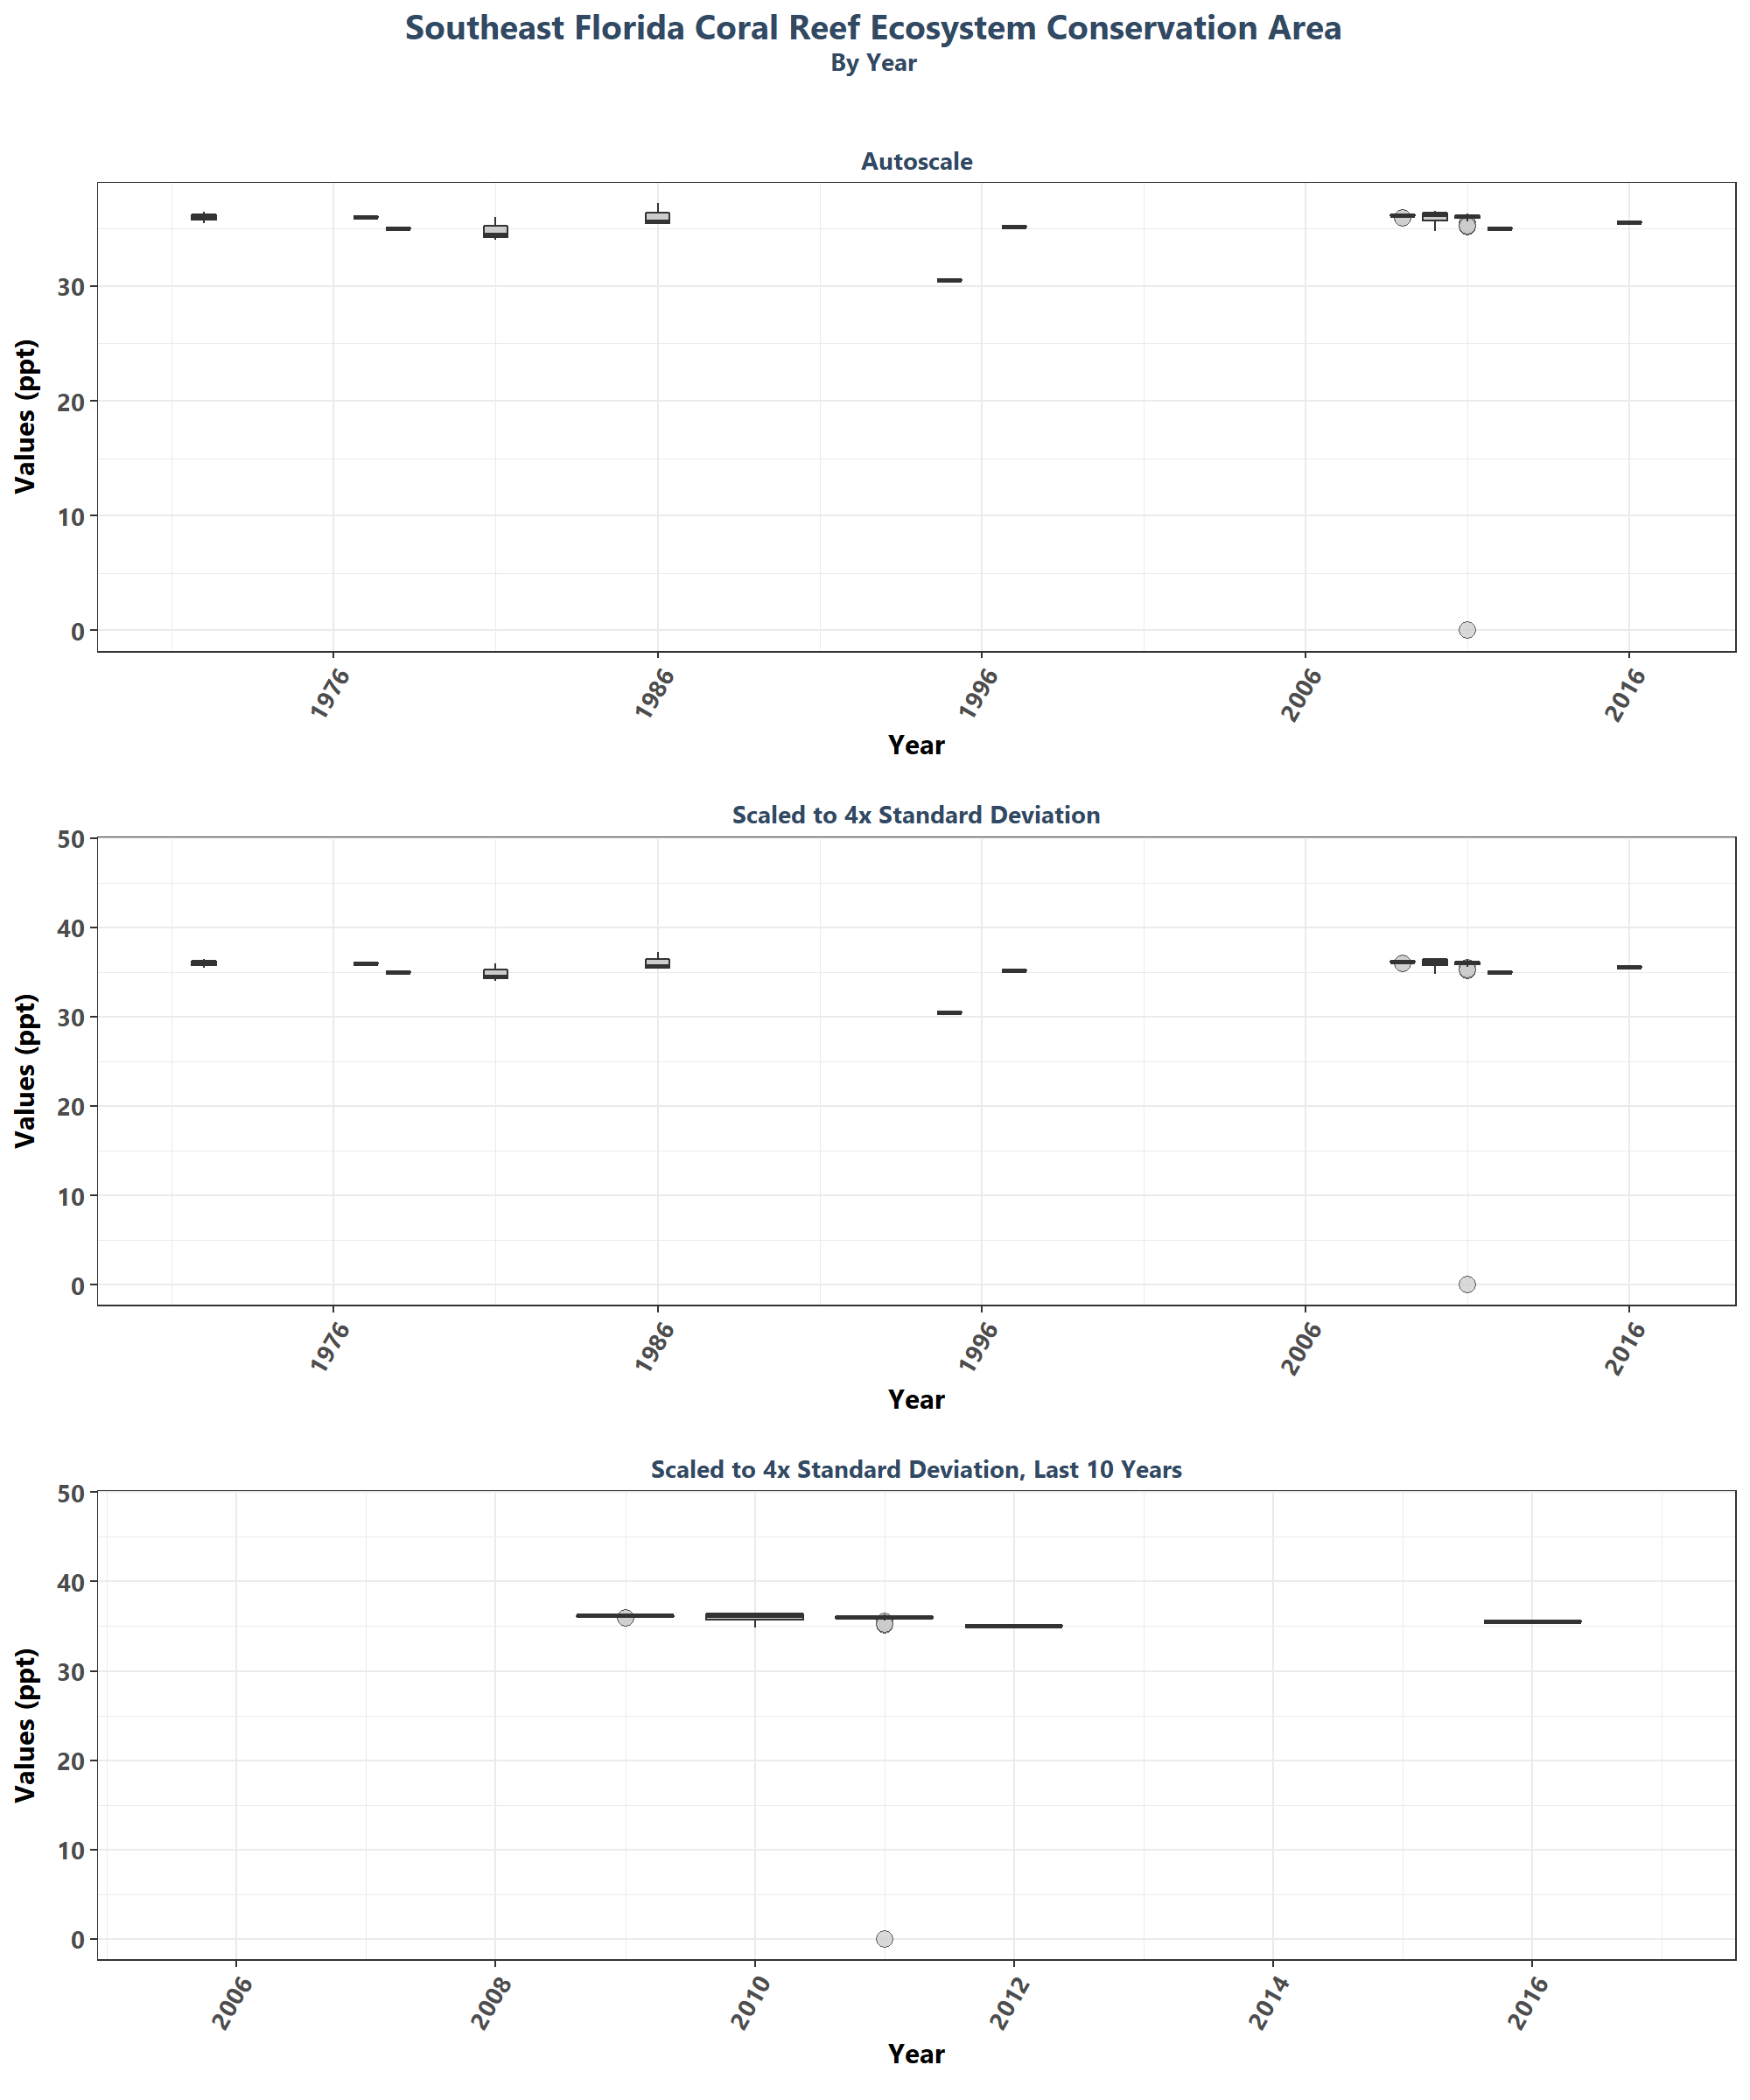 Southeast Florida Coral Reef Ecosystem Conservation Area
By Year
Autoscale
Values (ppt)
30
20
10
0
1976
1986
1996
2006
2016
Year
Scaled to 4x Standard Deviation
Values (ppt)
50
40
30
20
10
0
1976
1986
1996
2006
2016
Year
Scaled to 4x Standard Deviation, Last 10 Years
Values (ppt)
50
40
30
20
10
0
2006
2008
2010
2012
2014
2016
Year